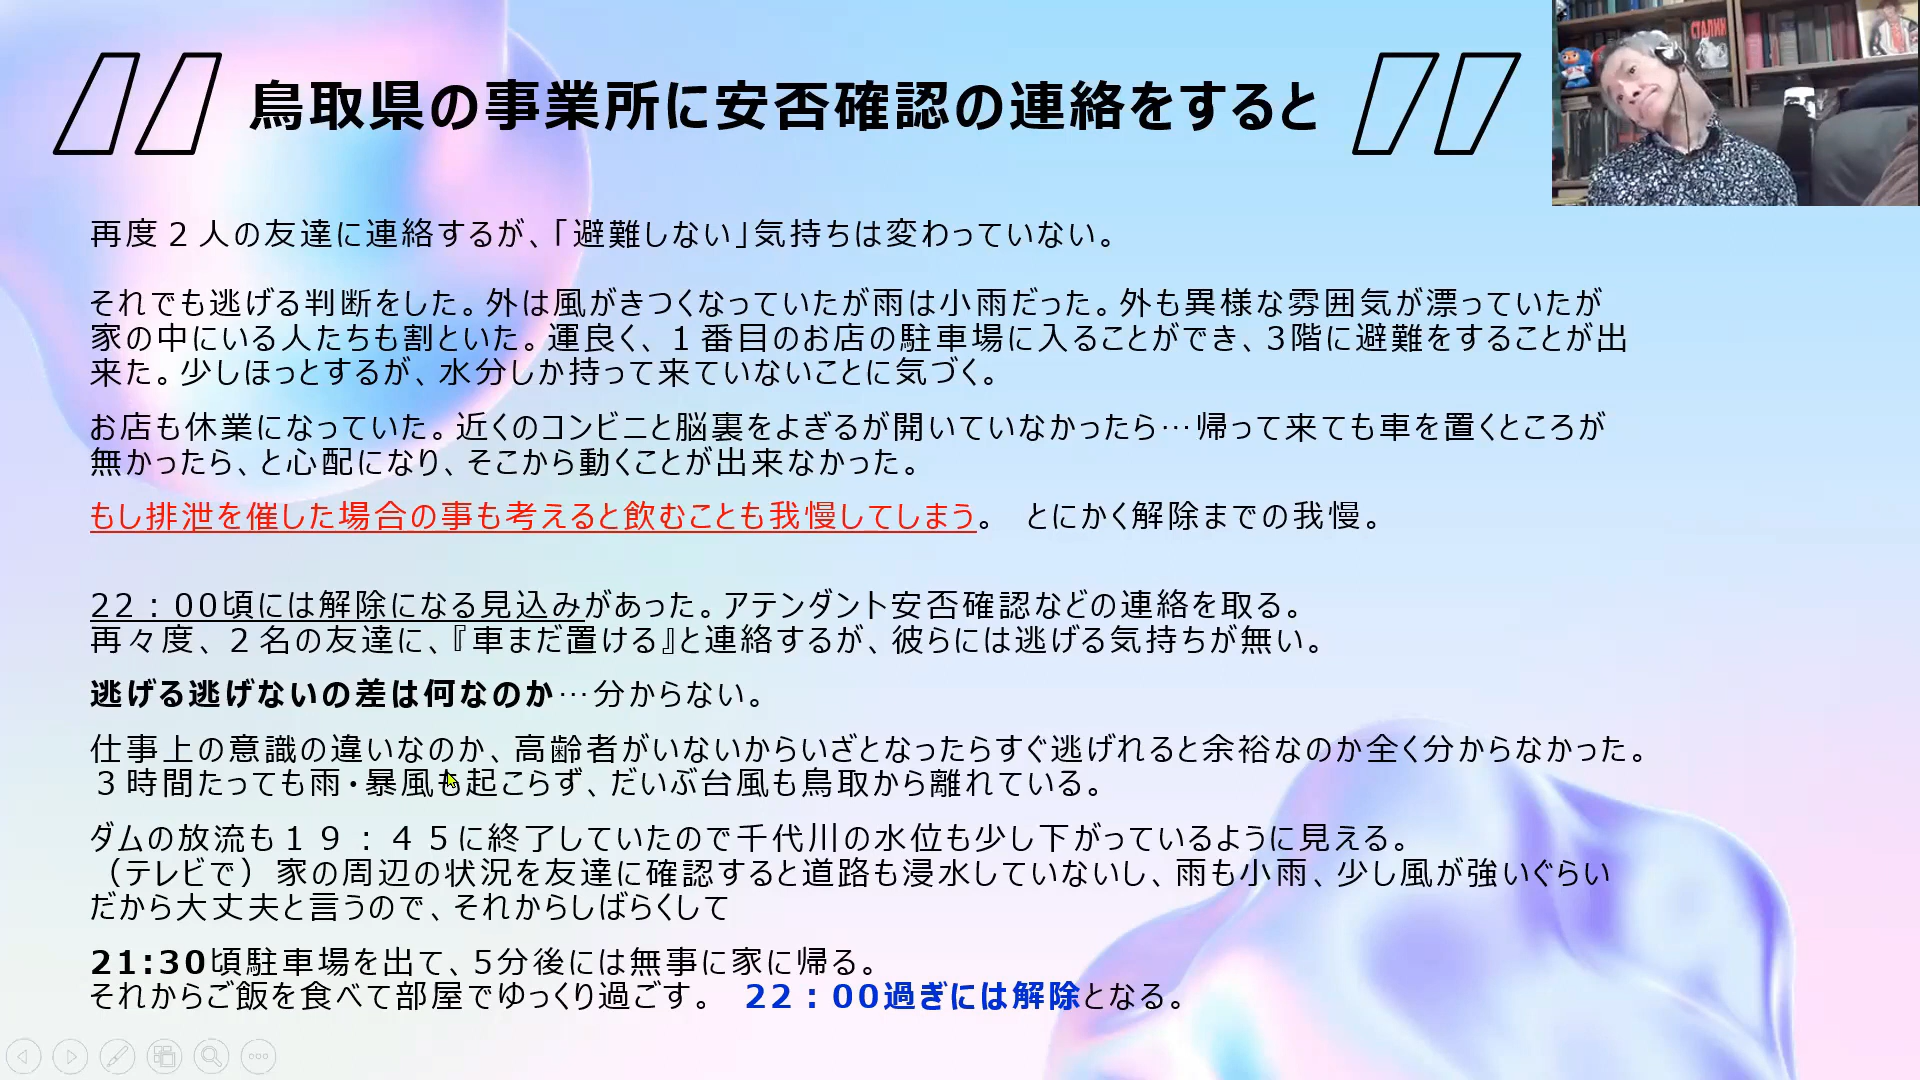 鳥取県の事業所に安否確認の連絡をすると
СТАЛИН
再度２人の友達に連絡するが、「避難しない」気持ちは変わっていない。
それでも逃げる判断をした。外は風がきつくなっていたが雨は小雨だった。外も異様な雰囲気が漂っていたが
家の中にいる人たちも割といた。運良く、１番目のお店の駐車場に入ることができ、3階に避難をすることが出
来た。少しほっとするが、水分しか持って来ていないことに気づく。
お店も休業になっていた。近くのコンビニと脳裏をよぎるが開いていなかったら…帰って来ても車を置くところが
無かったら、と心配になり、そこから動くことが出来なかった。
もし排泄を催した場合の事も考えると飲むことも我慢してしまう。　とにかく解除までの我慢。
22：00頃には解除になる見込みがあった。アテンダント安否確認などの連絡を取る。
再々度、２名の友達に、『車まだ置ける』と連絡するが、彼らには逃げる気持ちが無い。
逃げる逃げないの差は何なのか…分からない。
仕事上の意識の違いなのか、高齢者がいないからいざとなったらすぐ逃げれると余裕なのか全く分からなかった。
３時間たっても雨・暴風も起こらず、だいぶ台風も鳥取から離れている。
ダムの放流も１９：４５に終了していたので千代川の水位も少し下がっているように見える。
（テレビで）家の周辺の状況を友達に確認すると道路も浸水していないし、雨も小雨、少し風が強いぐらい
だから大丈夫と言うので、それからしばらくして
21:30頃駐車場を出て、5分後には無事に家に帰る。
それからご飯を食べて部屋でゆっくり過ごす。　22：00過ぎには解除となる。